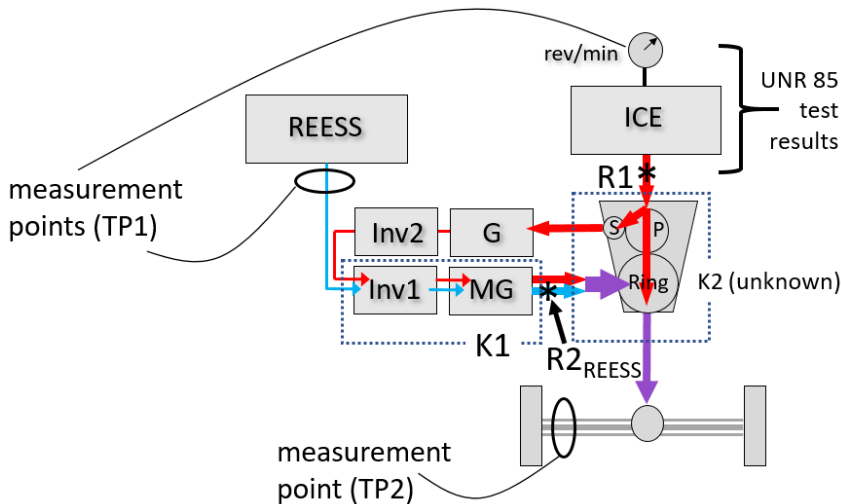 rev/min
UNR 85
test
results
REESS
ICE
measurement
points (TP1)
R1*
S
P
Inv2
G
Ring
K2 (unknown)
Inv1
MG
*
K1
R2REESS
measurement
point (TP2)